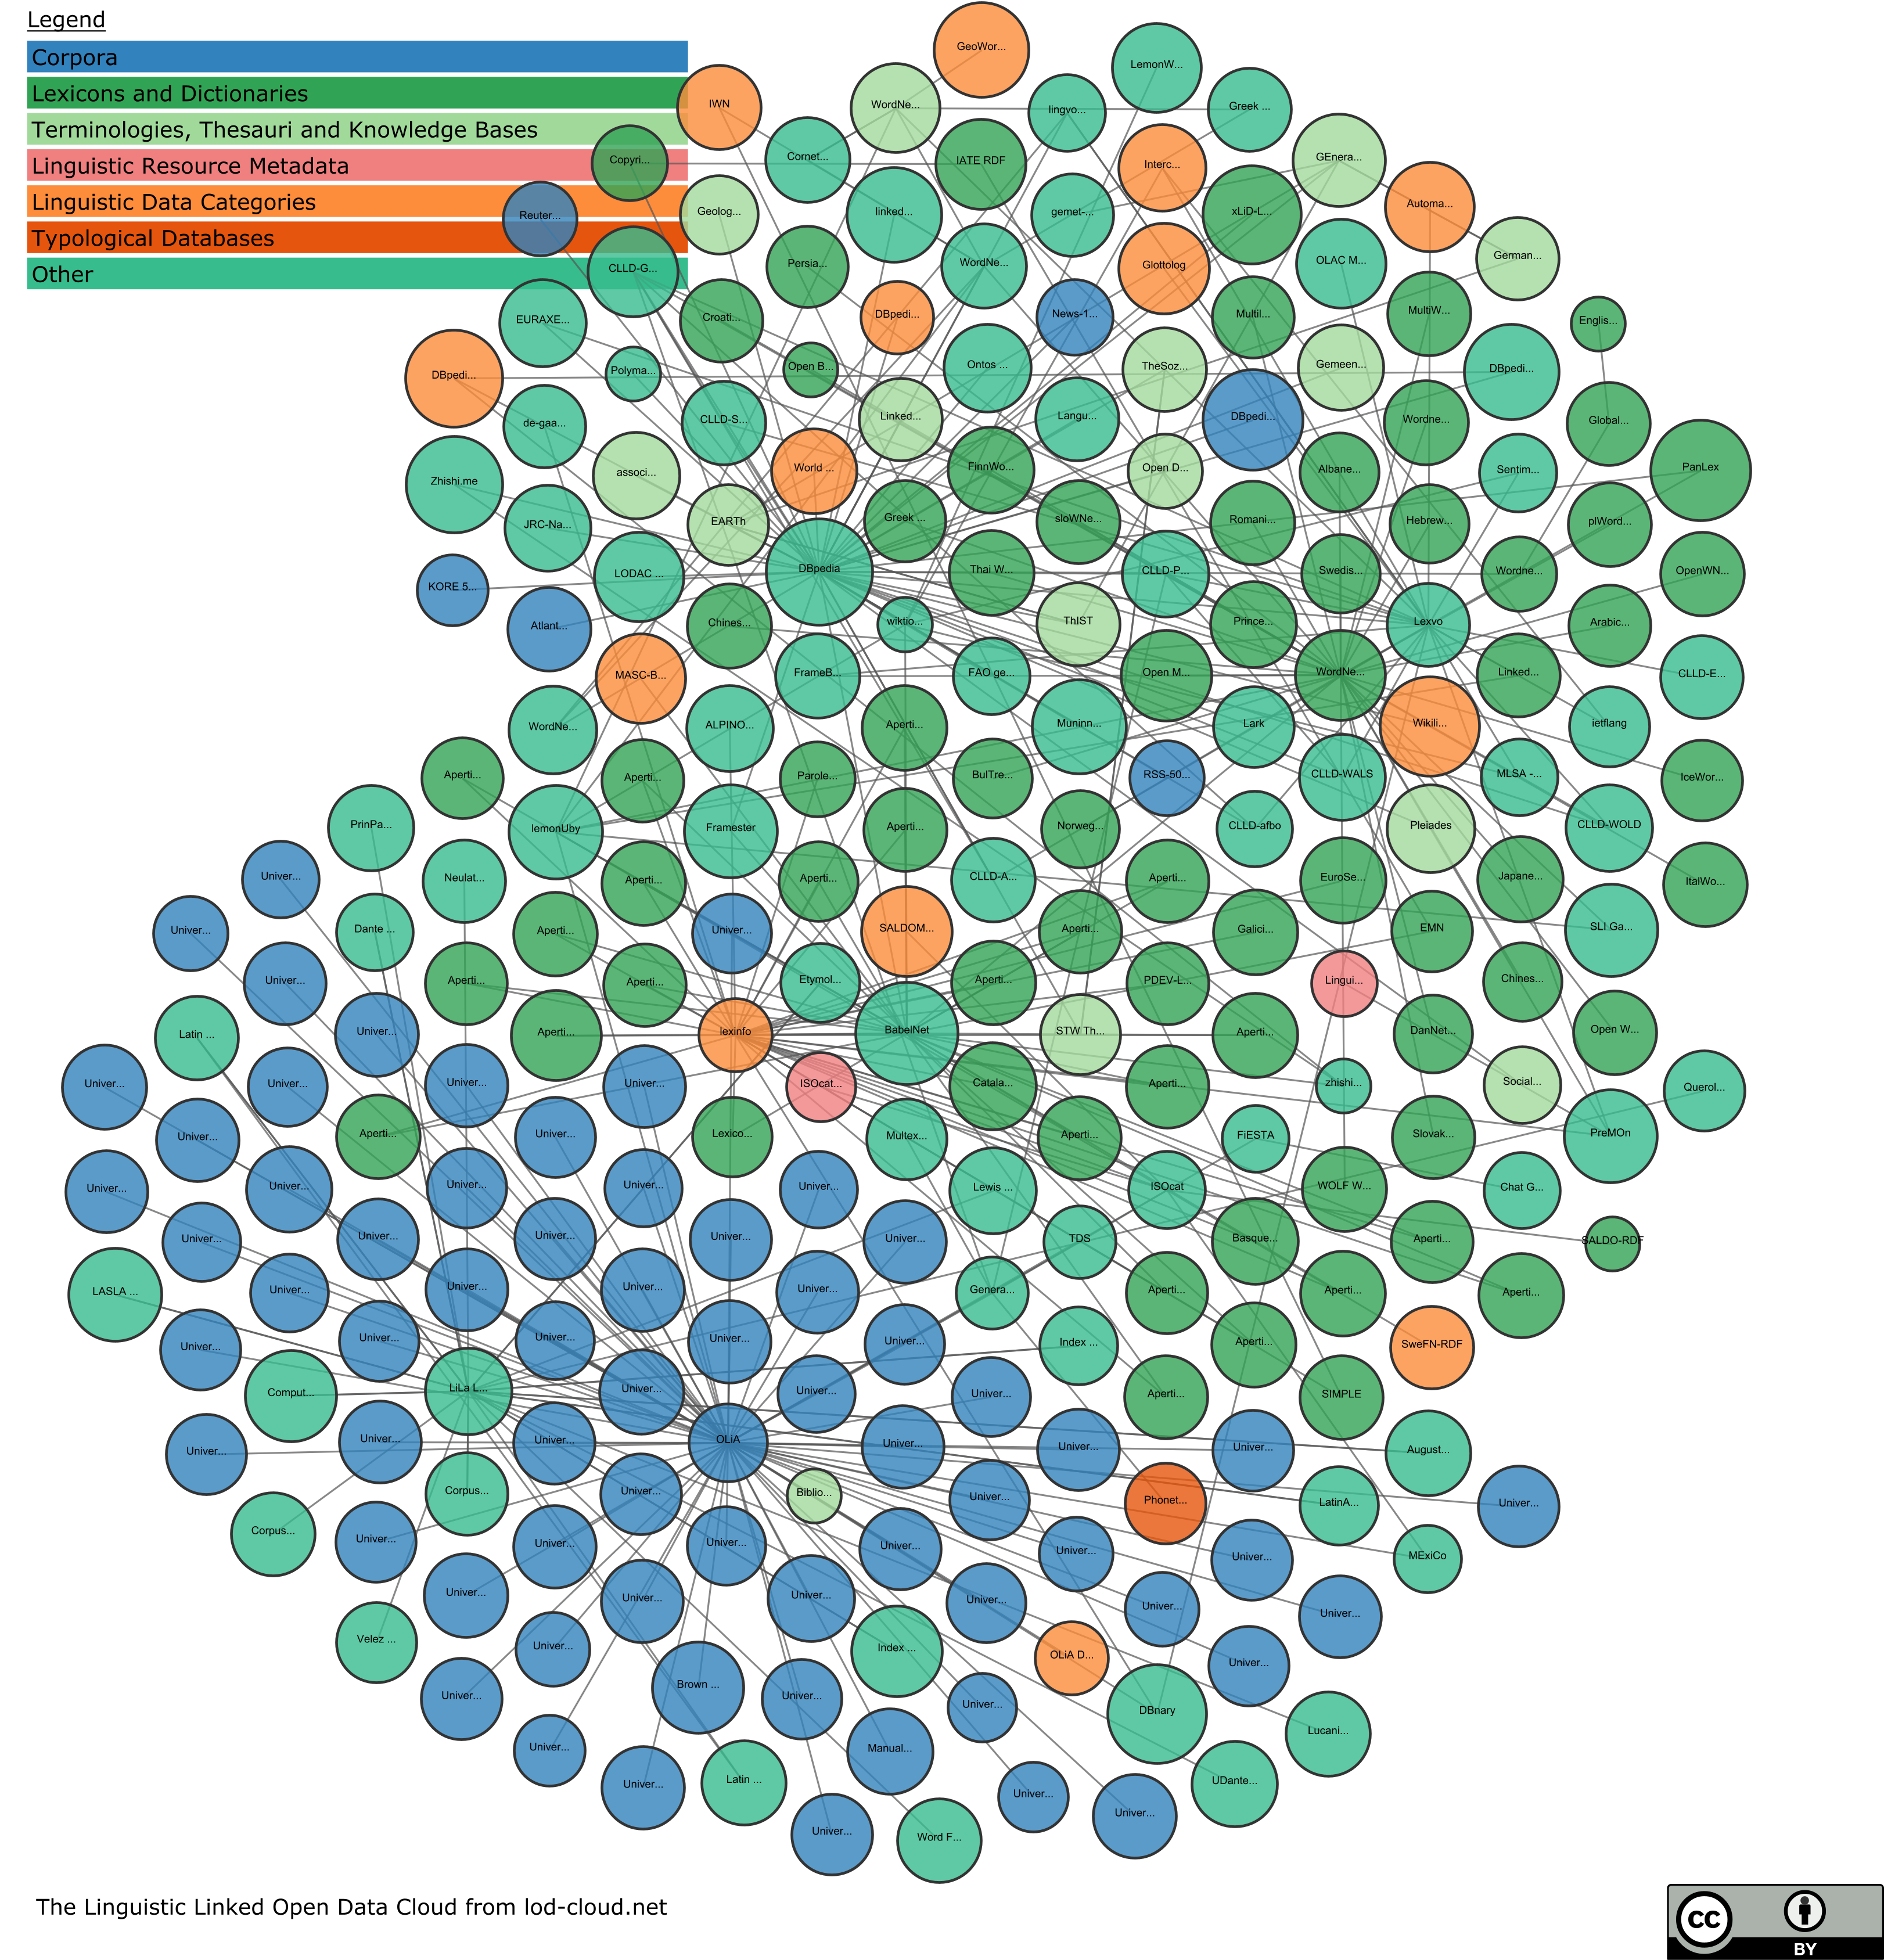 Legend
Corpora
Lexicons and Dictionaries
Terminologies, Thesauri and Knowledge Bases
Linguistic Resource Metadata
Linguistic Data Categories
Typological Databases
Other
GeoWor...
LemonW...
IWN
WordNe...
lingvo...
Greek ...
Copyri...
Cornet...
IATE RDF
Interc...
GEnera...
Reuter...
Geolog...
linked...
gemet-...
xLiD-L...
Automa...
CLLD-G...
Persia...
WordNe...
Glottolog
OLAC M...
German...
EURAXE...
Croati...
DBpedi...
News-1...
Multil...
MultiW...
Englis...
DBpedi...
Polyma...
Open B...
Ontos ...
TheSoz...
Gemeen...
DBpedi...
de-gaa...
CLLD-S...
Linked...
Langu...
DBpedi...
Wordne...
Global...
Zhishi.me
associ...
World ...
FinnWo...
Open D...
Albane...
Sentim...
PanLex
JRC-Na...
EARTh
Greek ...
sloWNe...
Romani...
Hebrew...
plWord...
KORE 5...
LODAC ...
DBpedia
Thai W...
CLLD-P...
Swedis...
Wordne...
OpenWN...
Atlant...
Chines...
wiktio...
ThIST
Prince...
Lexvo
Arabic...
MASC-B...
FrameB...
FAO ge...
Open M...
WordNe...
Linked...
CLLD-E...
WordNe...
ALPINO...
Aperti...
Muninn...
Lark
Wikili...
ietflang
Aperti...
Aperti...
Parole...
BulTre...
RSS-50...
CLLD-WALS
MLSA -...
IceWor...
PrinPa...
lemonUby
Framester
Aperti...
Norweg...
CLLD-afbo
Pleiades
CLLD-WOLD
Univer...
Neulat...
Aperti...
Aperti...
CLLD-A...
Aperti...
EuroSe...
Japane...
ItalWo...
Univer...
Dante ...
Aperti...
Univer...
SALDOM...
Aperti...
Galici...
EMN
SLI Ga...
Univer...
Aperti...
Aperti...
Etymol...
Aperti...
PDEV-L...
Lingui...
Chines...
Latin ...
Univer...
Aperti...
lexinfo
BabelNet
STW Th...
Aperti...
DanNet...
Open W...
Univer...
Univer...
Univer...
Univer...
ISOcat...
Catala...
Aperti...
zhishi...
Social...
Querol...
Univer...
Aperti...
Univer...
Lexico...
Multex...
Aperti...
FiESTA
Slovak...
PreMOn
Univer...
Univer...
Univer...
Univer...
Univer...
Lewis ...
ISOcat
WOLF W...
Chat G...
Univer...
Univer...
Univer...
Univer...
Univer...
TDS
Basque...
Aperti...
SALDO-RDF
LASLA ...
Univer...
Univer...
Univer...
Univer...
Genera...
Aperti...
Aperti...
Aperti...
Univer...
Univer...
Univer...
Univer...
Univer...
Index ...
Aperti...
SweFN-RDF
Comput...
LiLa L...
Univer...
Univer...
Univer...
Aperti...
SIMPLE
Univer...
Univer...
Univer...
OLiA
Univer...
Univer...
Univer...
August...
Corpus...
Corpus...
Univer...
Biblio...
Univer...
Phonet...
LatinA...
Univer...
Univer...
Univer...
Univer...
Univer...
Univer...
Univer...
MExiCo
Univer...
Univer...
Univer...
Univer...
Univer...
Univer...
Velez ...
Univer...
Index ...
OLiA D...
Univer...
Univer...
Brown ...
Univer...
Univer...
DBnary
Lucani...
Univer...
Univer...
Latin ...
Manual...
Univer...
Univer...
UDante...
Univer...
Word F...
The Linguistic Linked Open Data Cloud from lod-cloud.net
cc
BY